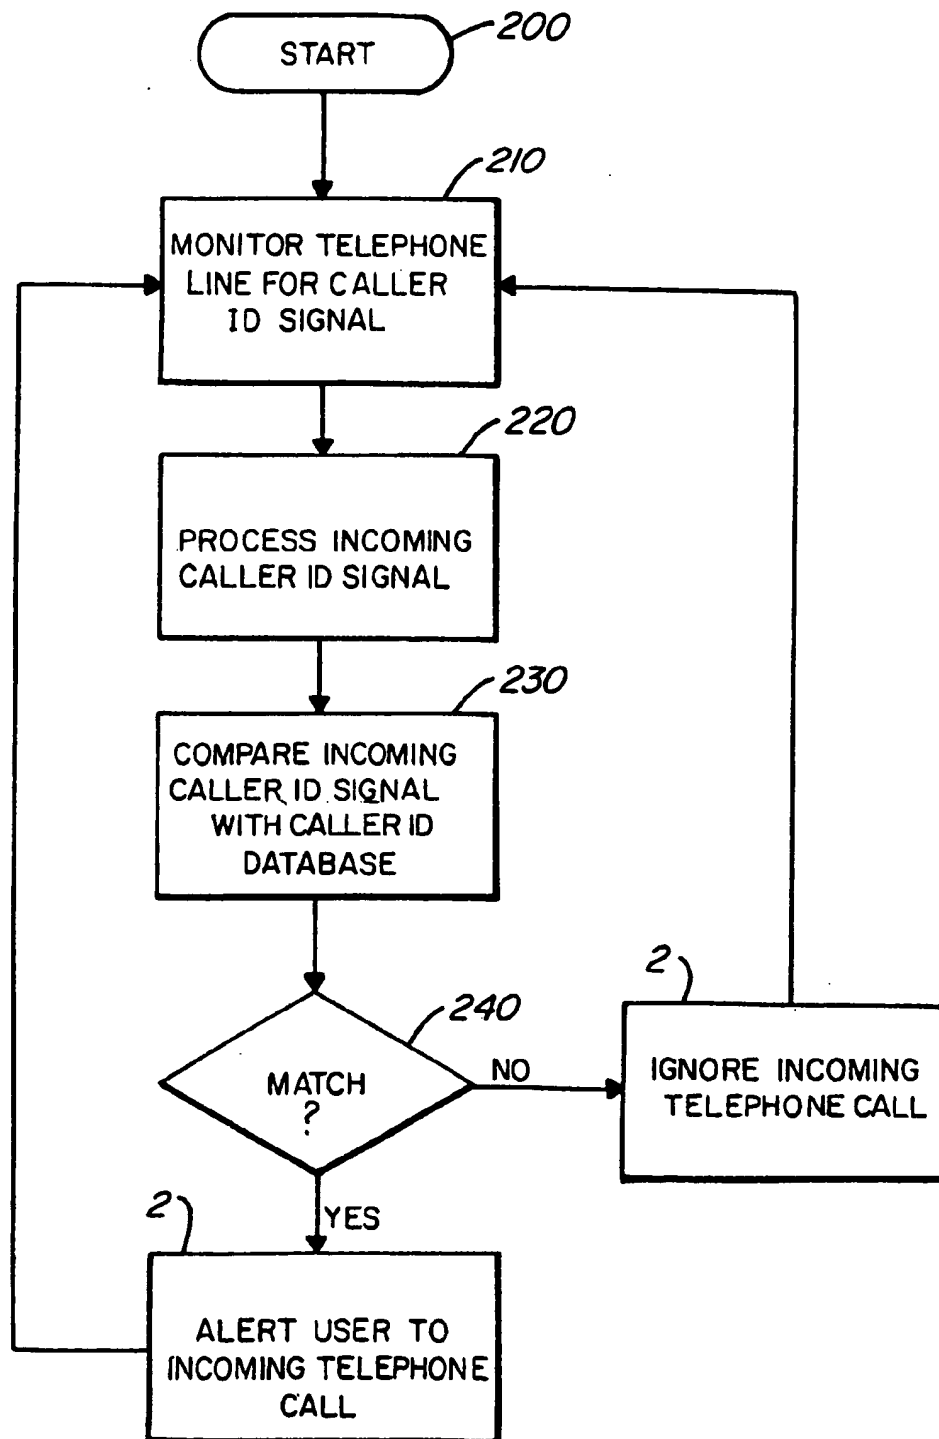 200
START
210
MONITOR TELEPHONE
LINE FOR CALLER
ID SIGNAL
220
PROCESS INCOMING
CALLER ID SIGNAL
230
COMPARE INCOMING
CALLER ID SIGNAL
WITH CALLER ID
DATABASE
240
MATCH
?
NO
2
IGNORE INCOMING
TELEPHONE CALL
YES
2
ALERT USER TO
INCOMING TELEPHONE
CALL